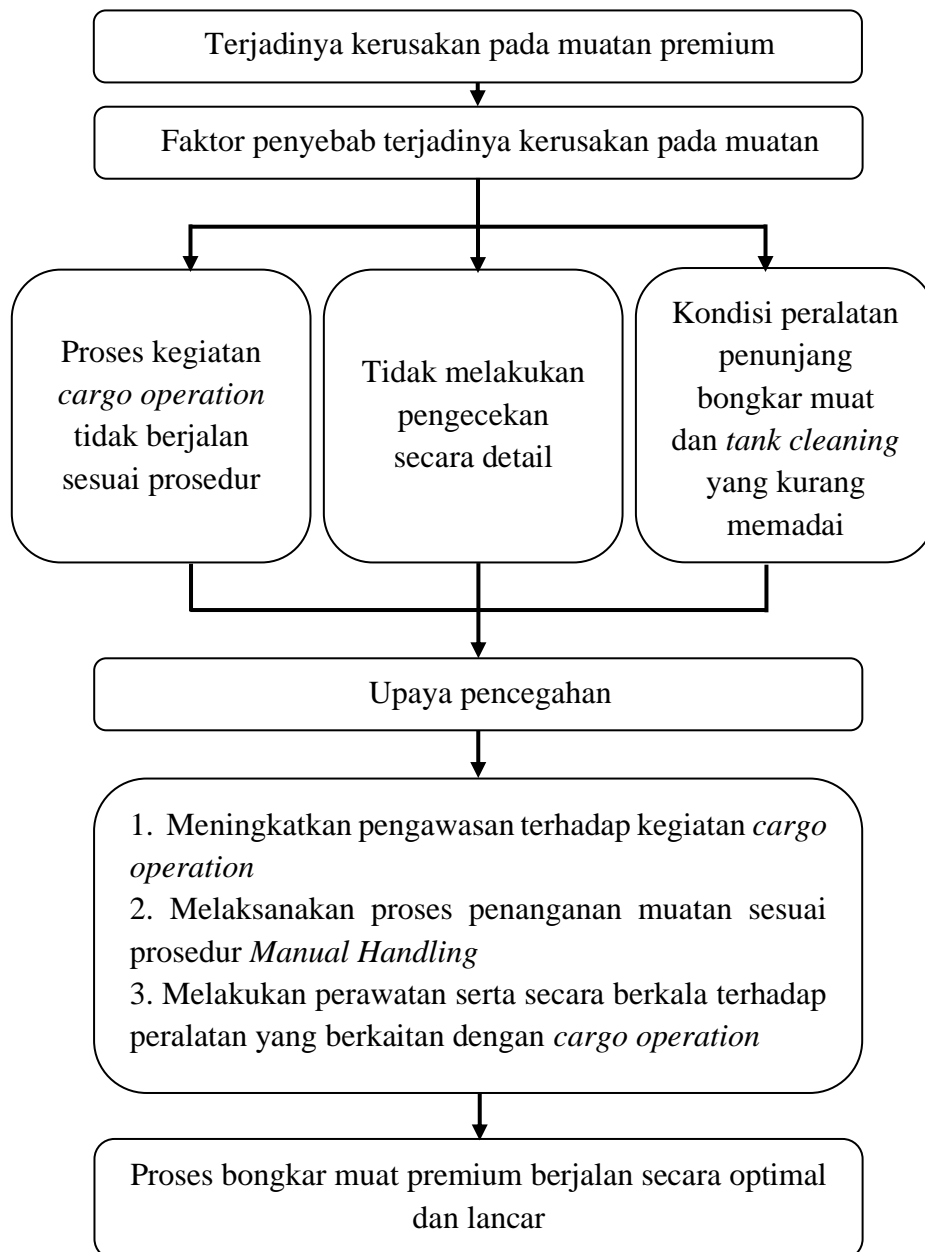 Terjadinya kerusakan pada muatan premium
Faktor penyebab terjadinya kerusakan pada muatan
Proses kegiatan
cargo operation
tidak berjalan
sesuai prosedur
Tidak melakukan
pengecekan
secara detail
Kondisi peralatan
penunjang
bongkar muat
dan tank cleaning
yang kurang
memadai
Upaya pencegahan
1. Meningkatkan pengawasan terhadap kegiatan cargo
operation
2. Melaksanakan proses penanganan muatan sesuai
prosedur Manual Handling
3. Melakukan perawatan serta secara berkala terhadap
peralatan yang berkaitan dengan cargo operation
Proses bongkar muat premium berjalan secara optimal
dan lancar